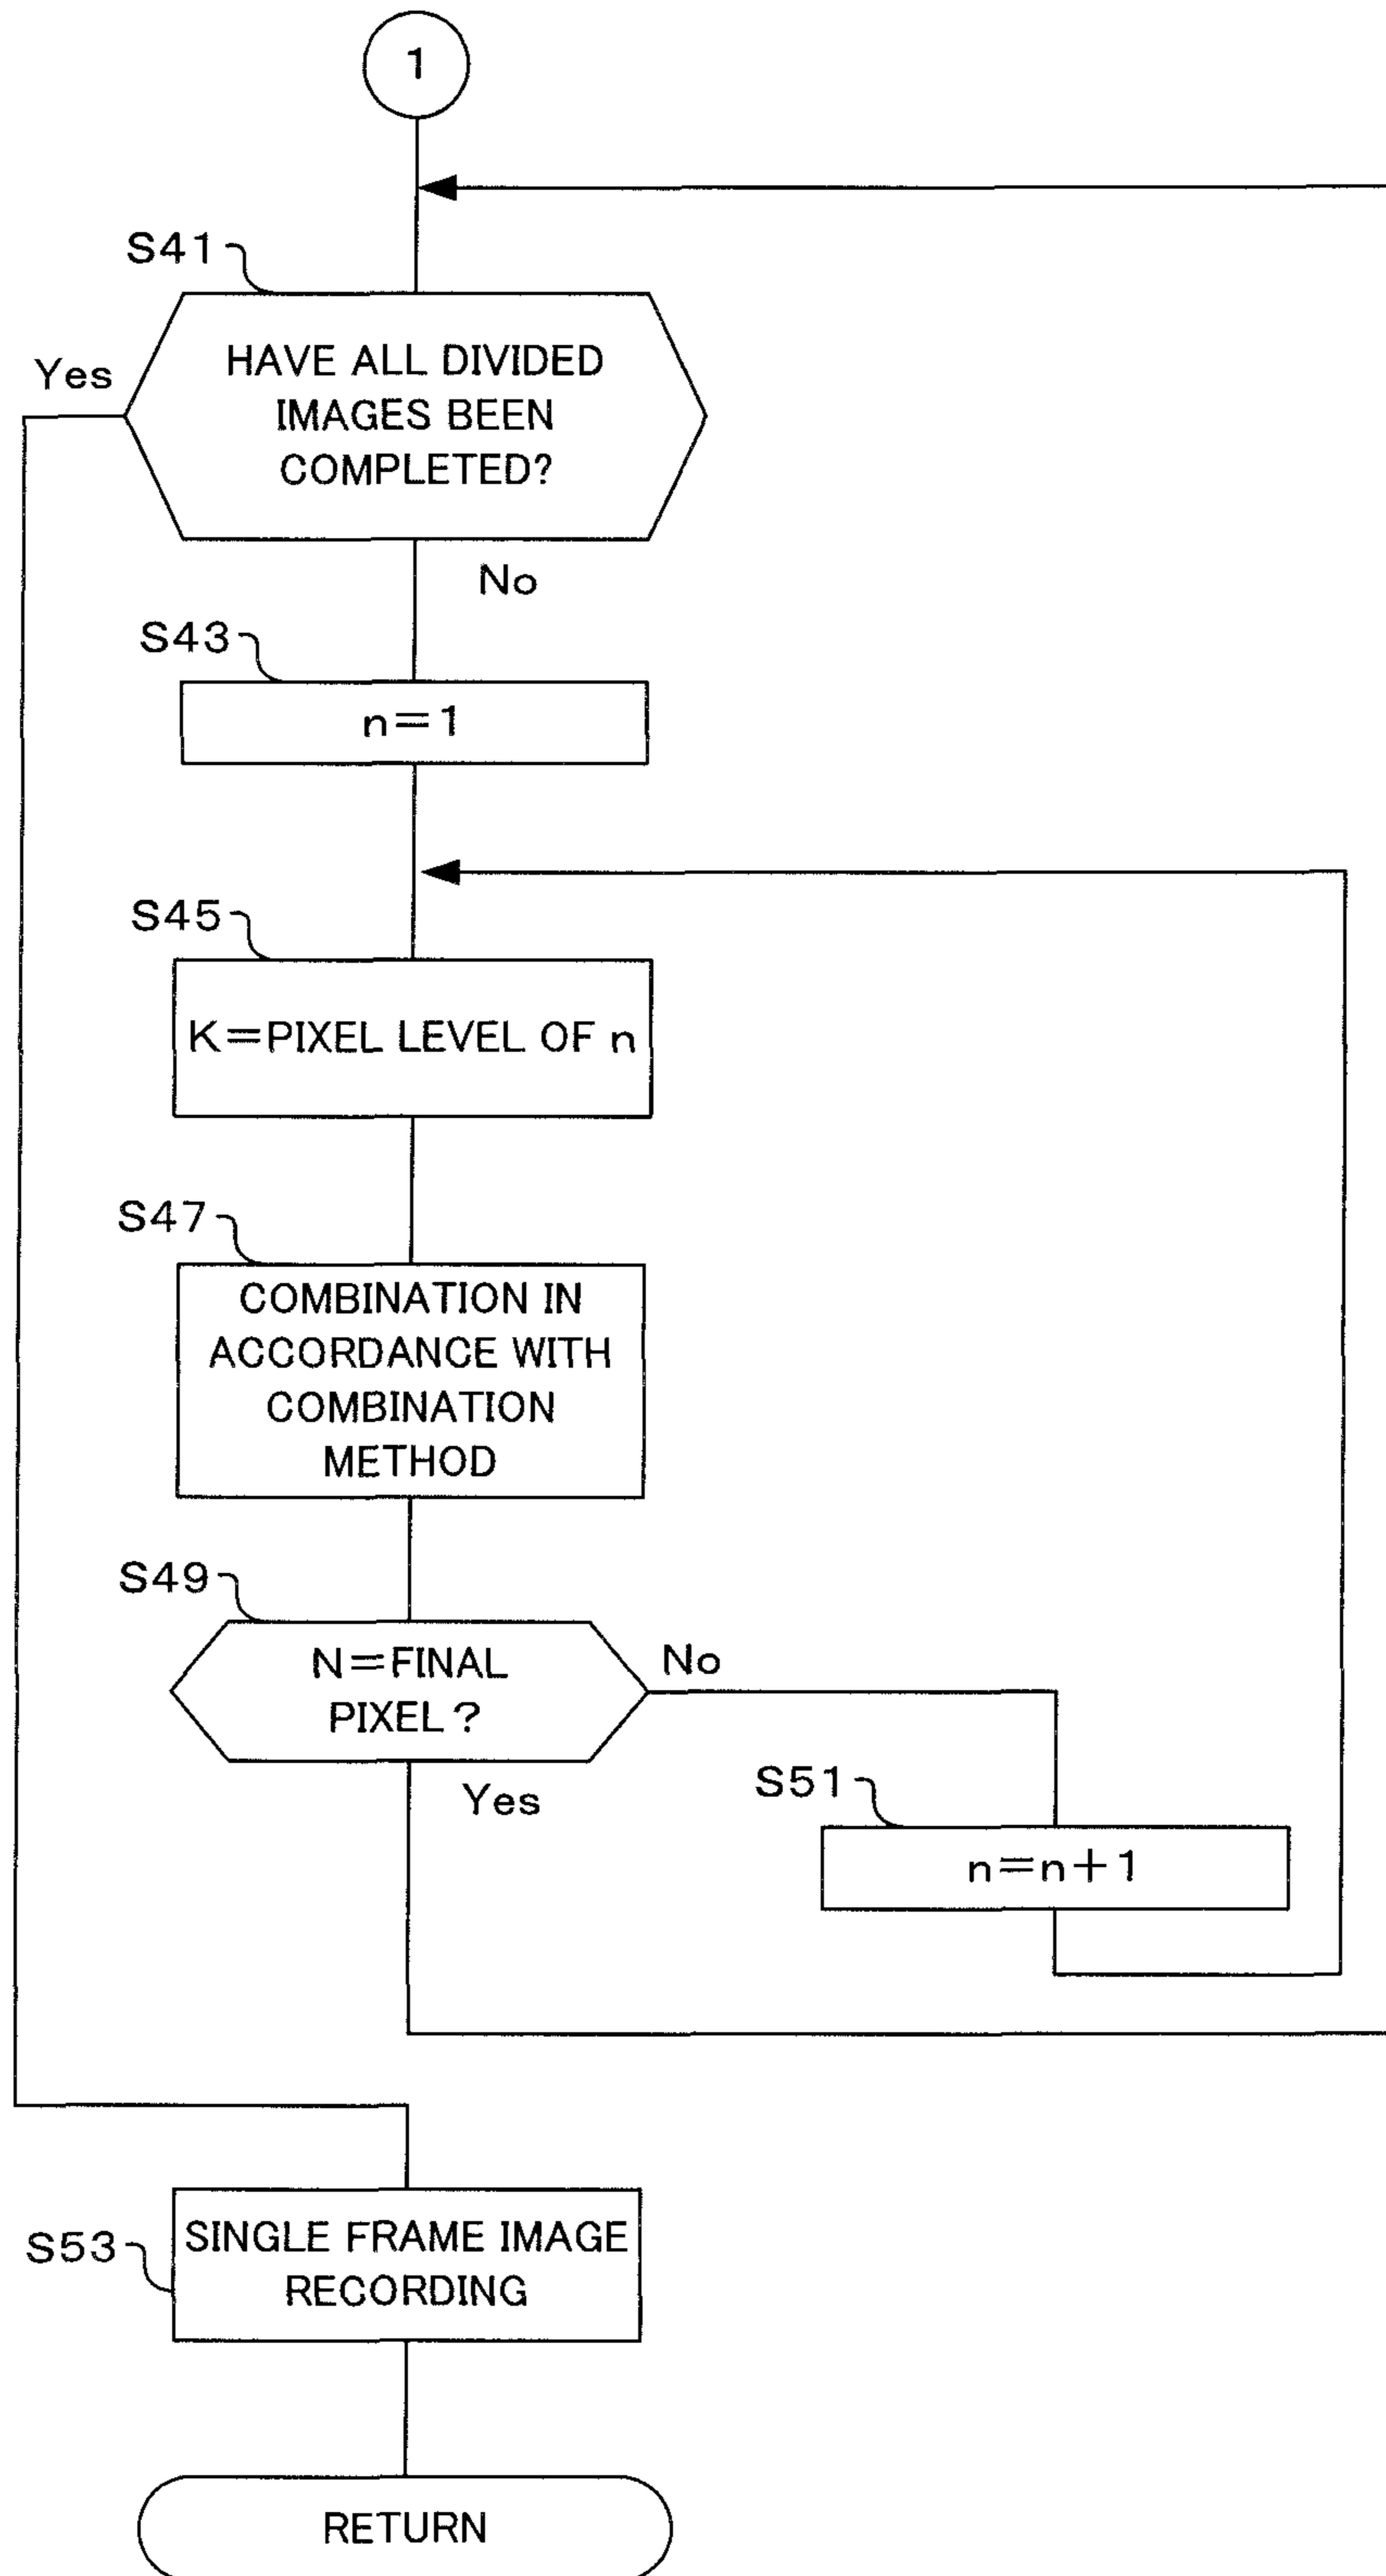 1
S41
HAVE ALL DIVIDED
IMAGES BEEN
COMPLETED?
Yes
No
S43
n=1
S45
K=PIXEL LEVEL OF n
S47
COMBINATION IN
ACCORDANCE WITH
COMBINATION
METHOD
S49
N=FINAL
PIXEL?
No
Yes
S51
n=n+1
S53
SINGLE FRAME IMAGE
RECORDING
RETURN